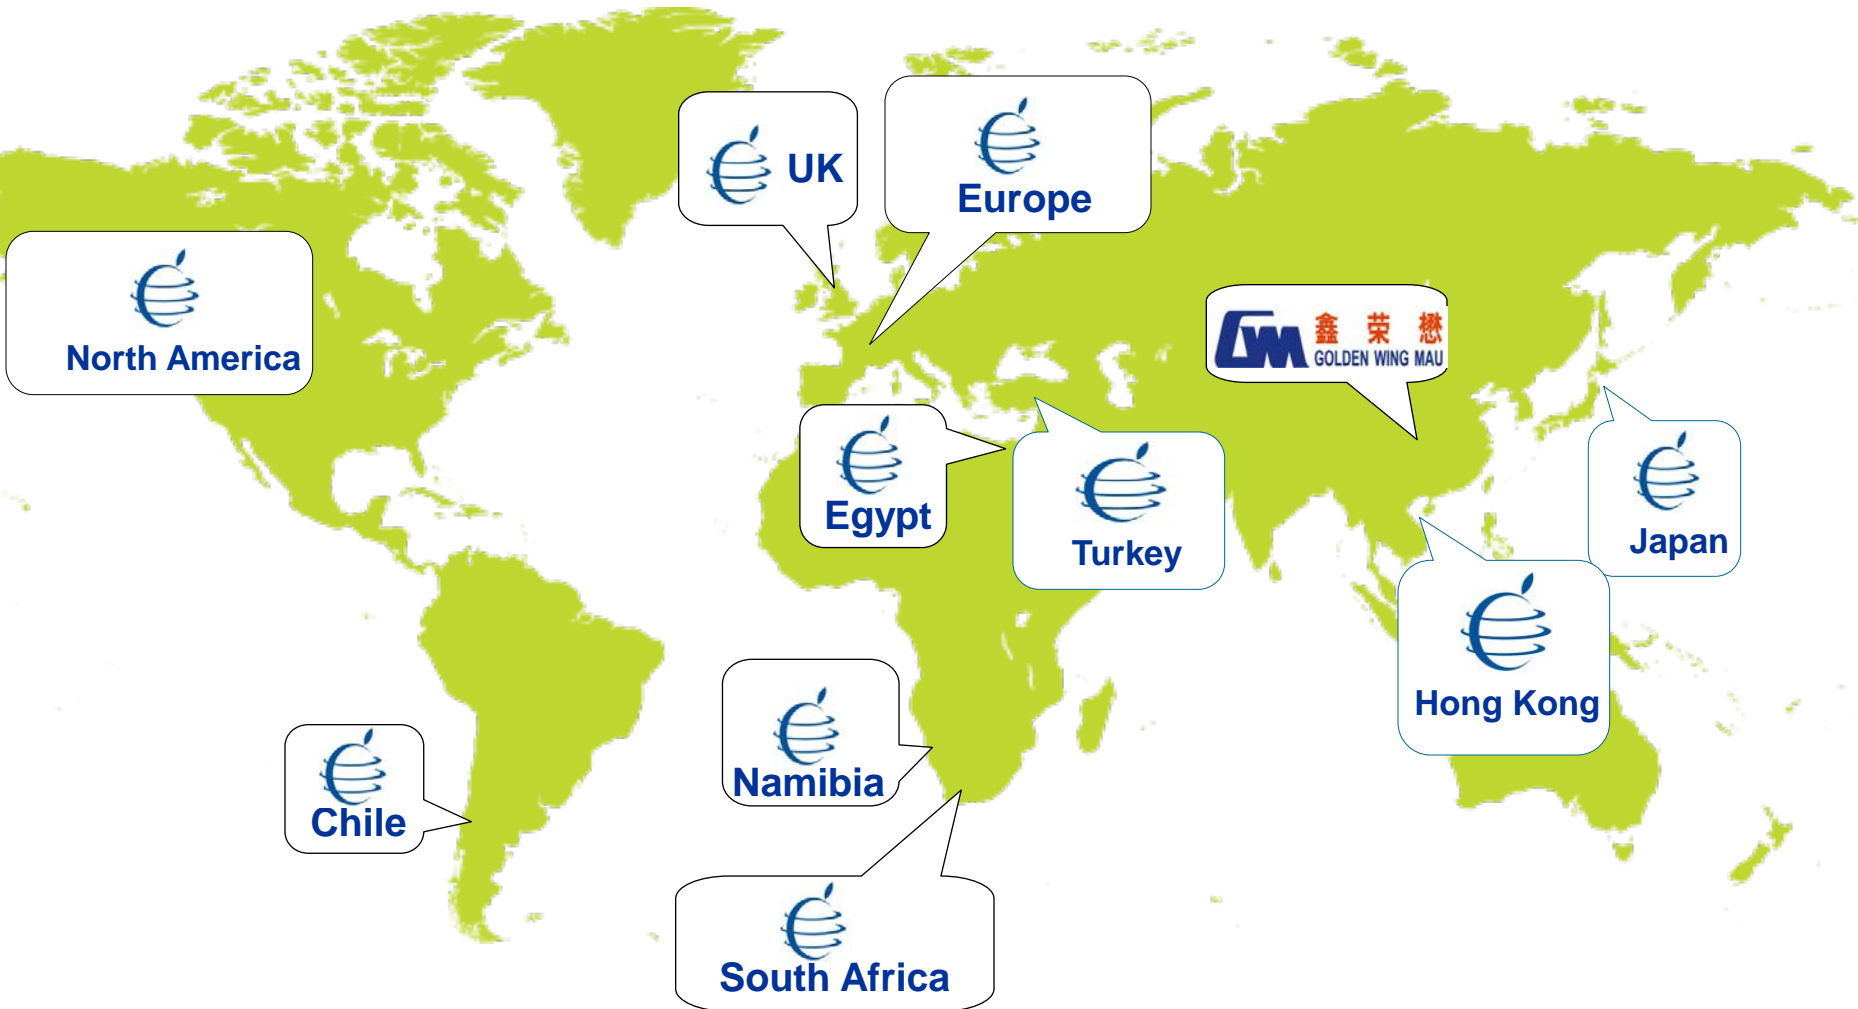 UK
Europe
North America
鑫荣懋
GOLDEN WING MAU
Egypt
Turkey
Japan
Hong Kong
Namibia
Chile
South Africa